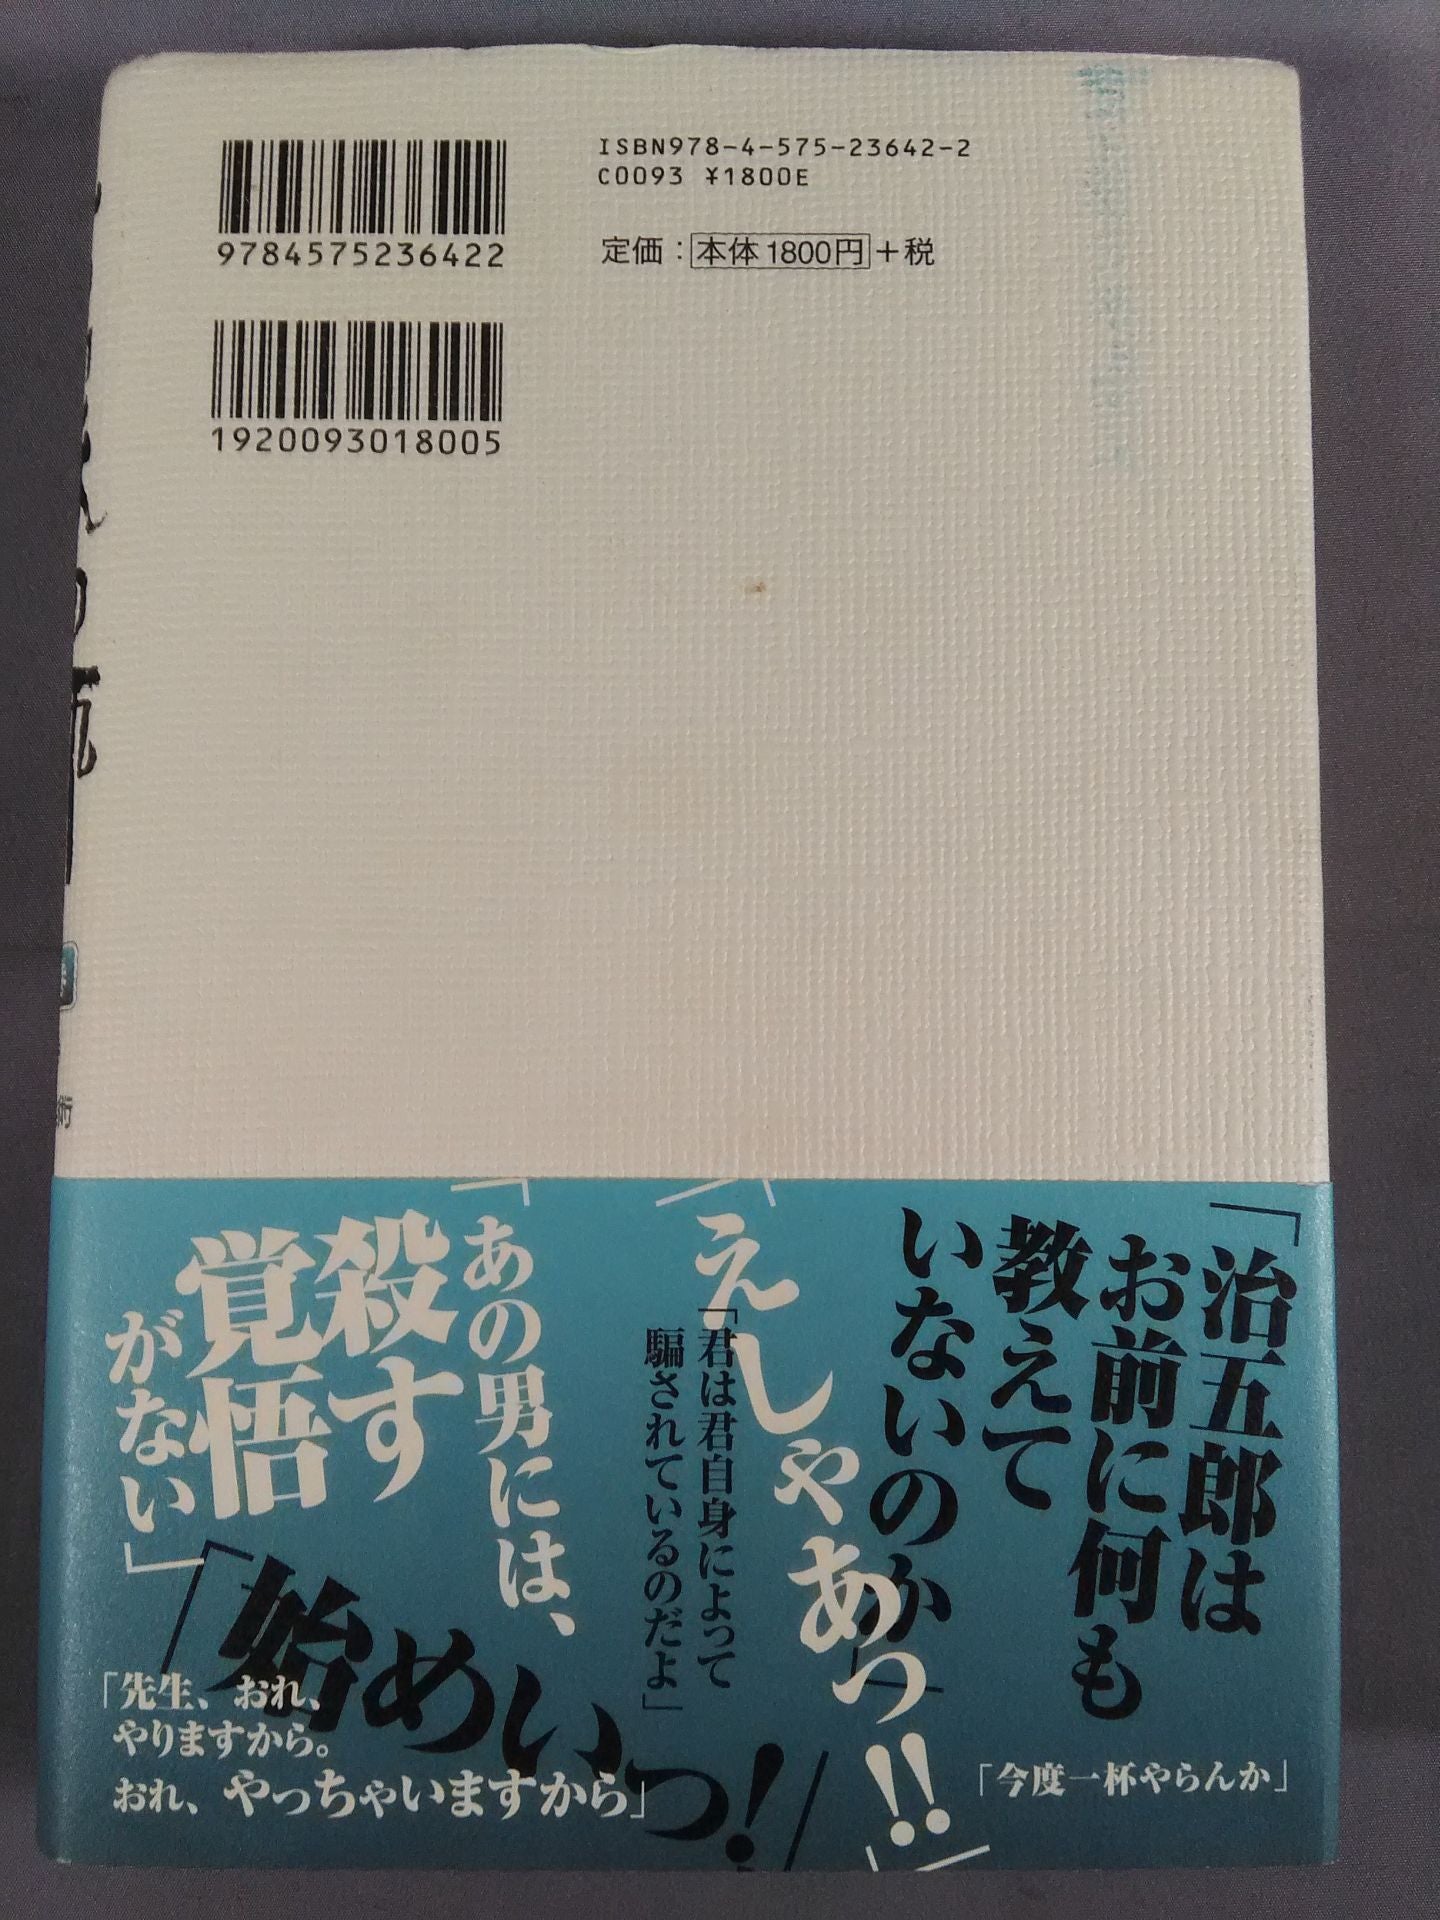 ISBN978-4-575-23642-2
C0093 ¥1800E
定価：本体1800円＋税
9784575236422
1920093018005
「治五郎は
お前に何も
教えて
いないのか」
「今度一杯やらんか」
「えしゃあっ!!」
「君は君自身によって
騙されているのだよ」
「あの男には、
殺す
覚悟
がない」
「始めいっ!」
「先生、おれ、
やりますから。
おれ、やっちゃいますから」
術